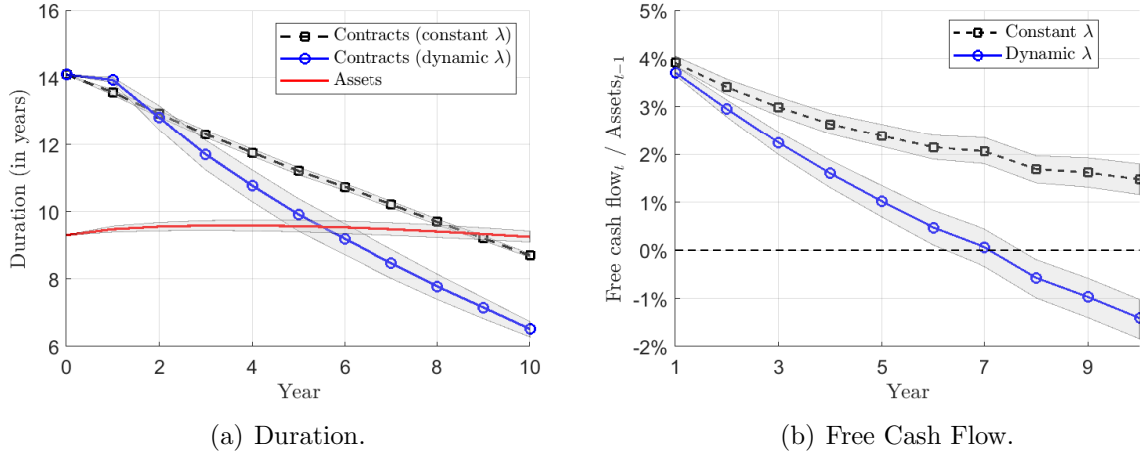 Contracts (constant λ)
Contracts (dynamic λ)
Assets
Duration (in years)
16
14
12
10
8
6
0
2
4
6
8
10
Year
(a) Duration.
Constant λ
Dynamic λ
Free cash flow_t / Assets_{t−1}
5%
4%
3%
2%
1%
0%
-1%
-2%
1
3
5
7
9
Year
(b) Free Cash Flow.